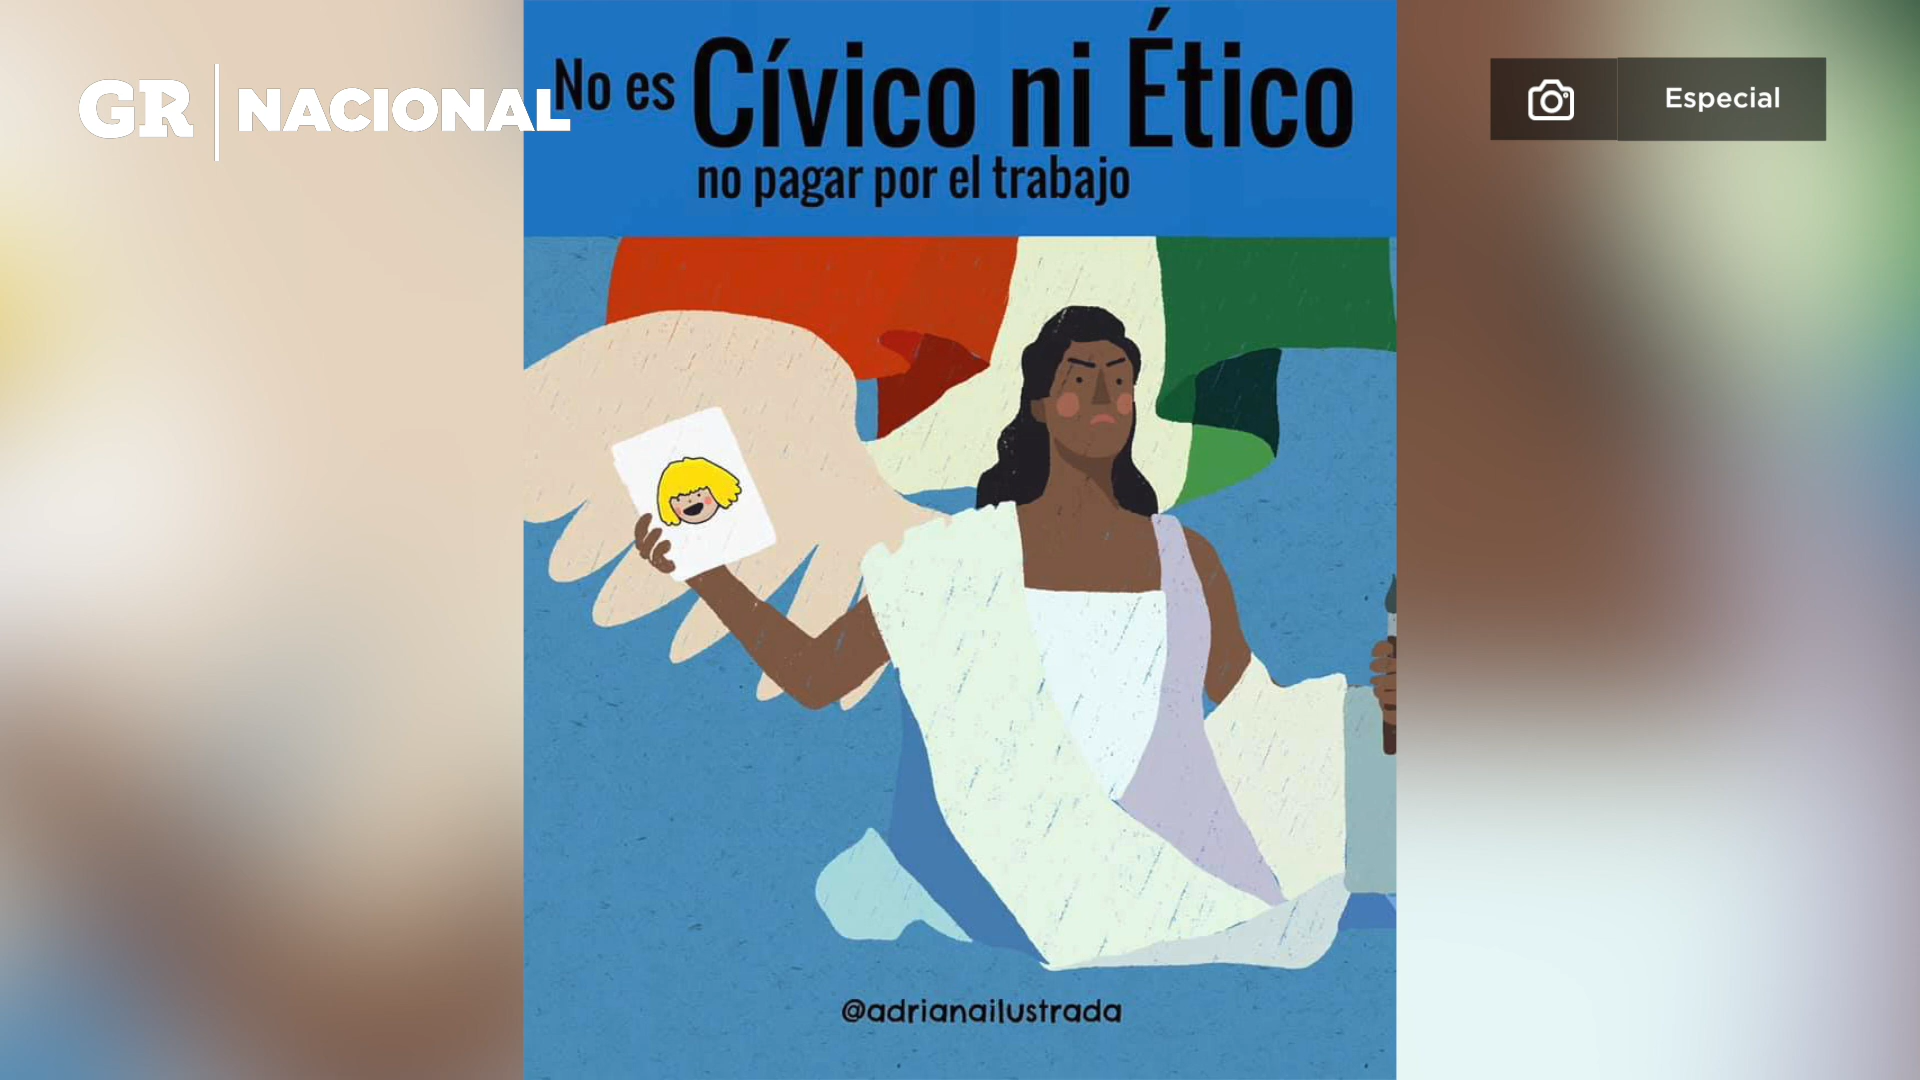 GR NACIONAL
No es Cívico ni Ético
no pagar por el trabajo
Especial
@adrianailustrada